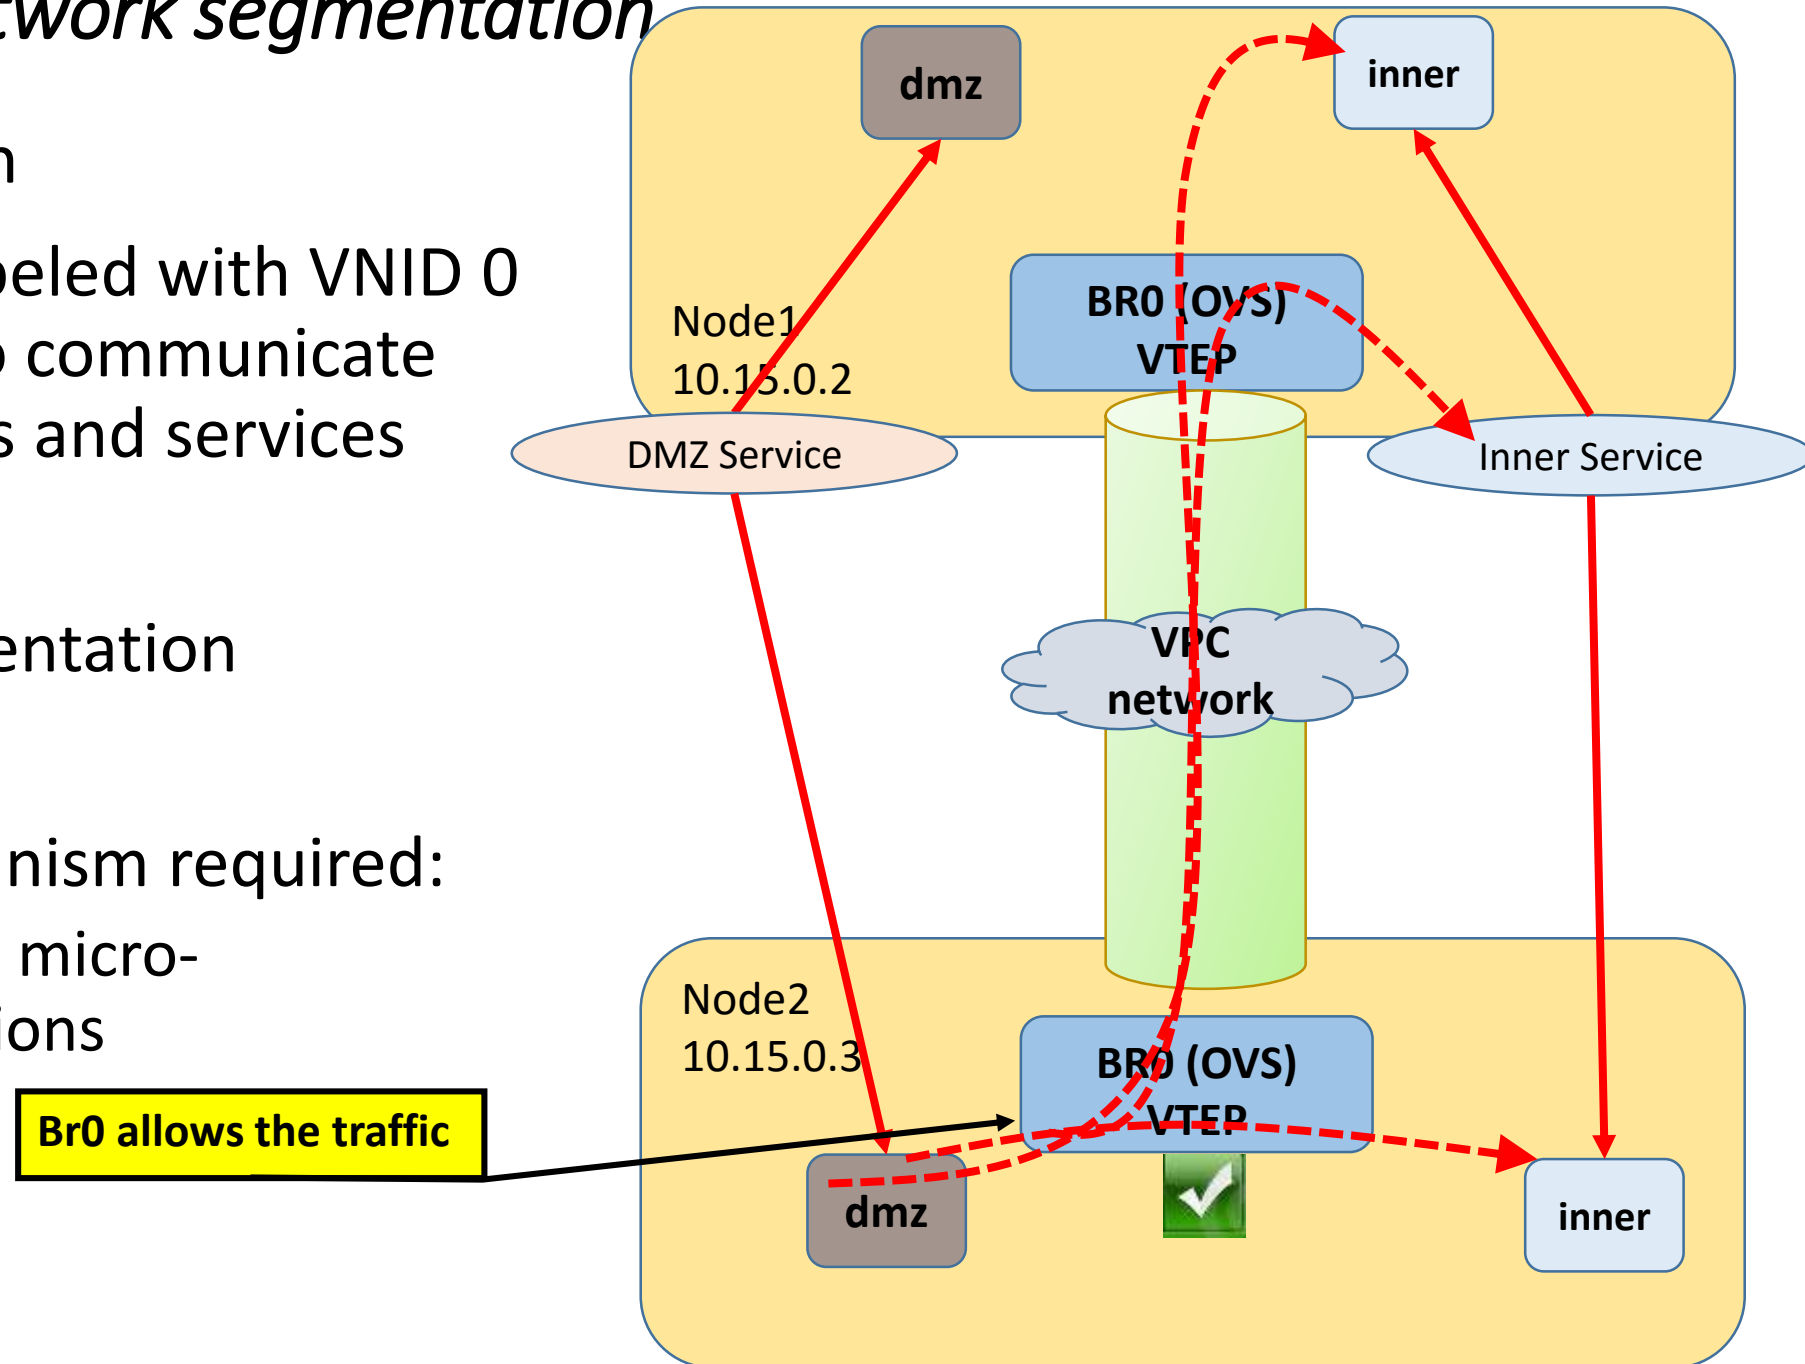 twork segmentation
n
beled with VNID 0
o communicate
s and services
entation
nism required:
micro-
ions
Br0 allows the traffic
dmz
inner
BR0 (OVS)
VTEP
Node1
10.15.0.2
DMZ Service
Inner Service
VPC
network
Node2
10.15.0.3
BR0 (OVS)
VTEP
dmz
inner